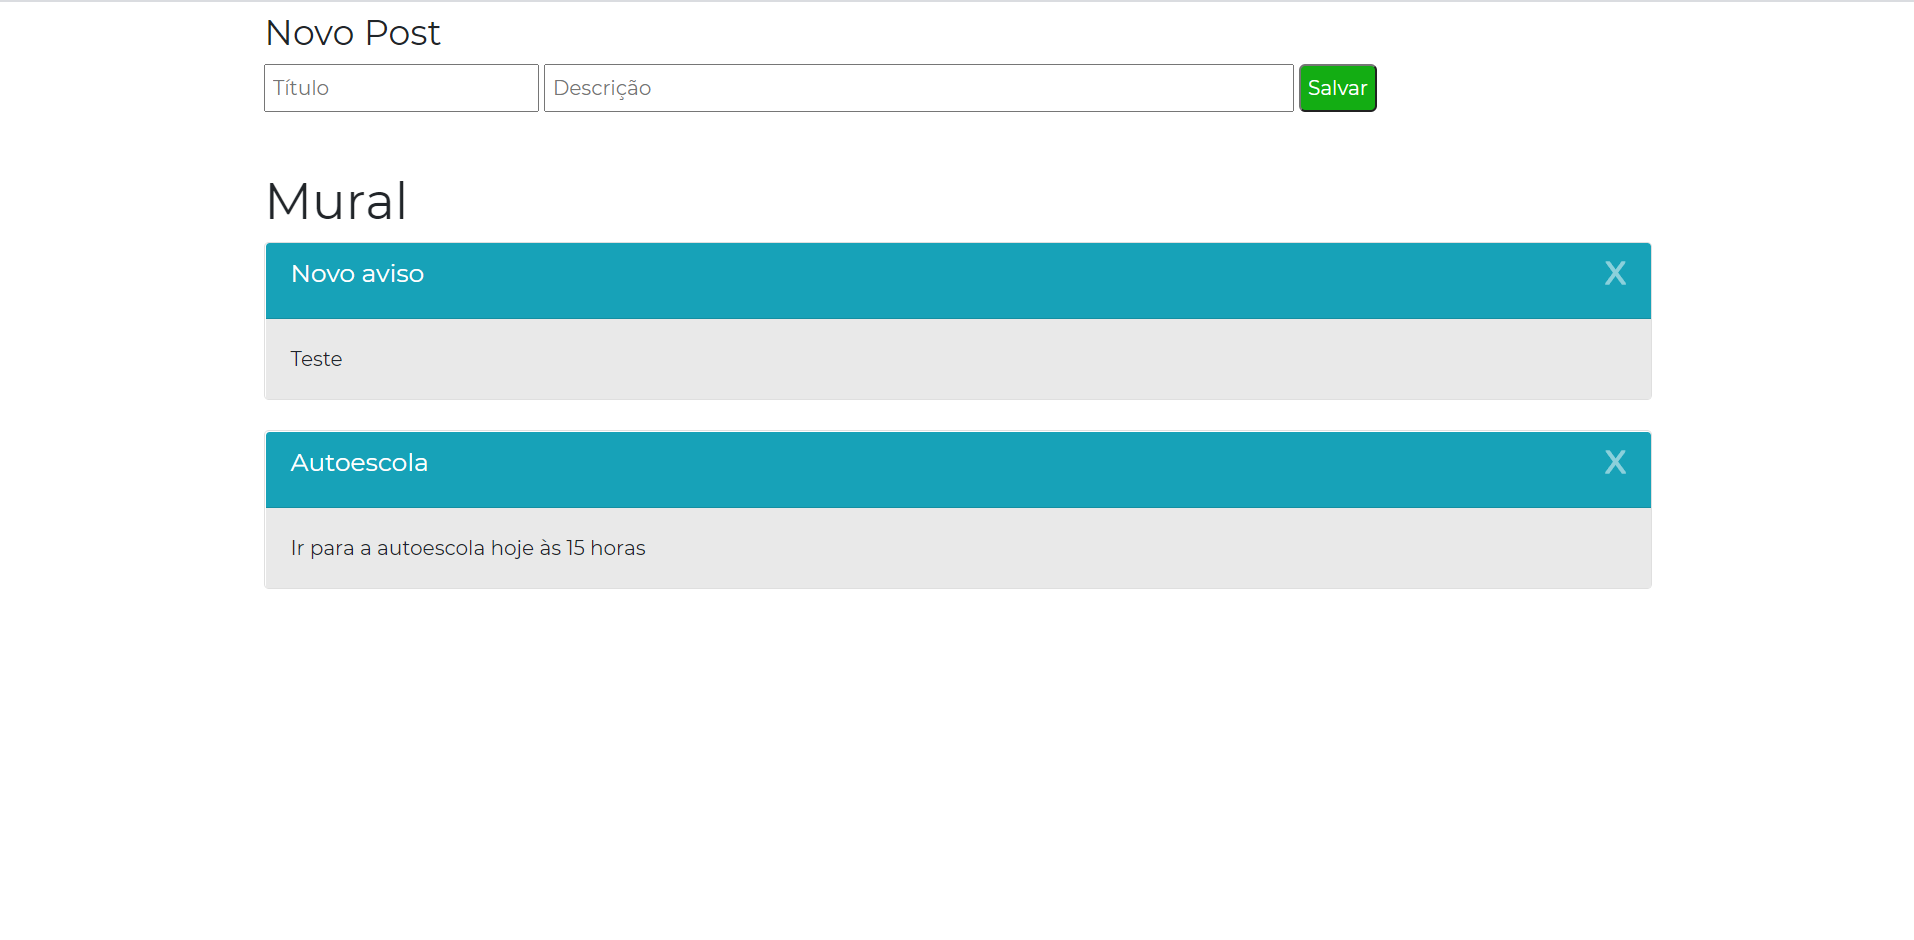 Novo Post
Título Descrição Salvar
Mural
Novo aviso X
Teste
Autoescola X
Ir para a autoescola hoje às 15 horas